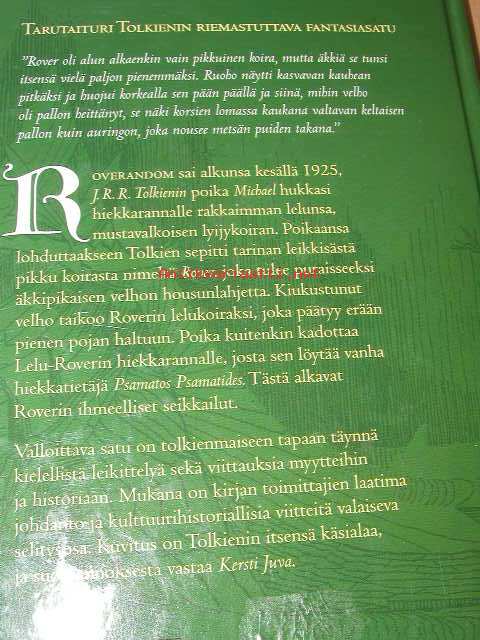 TARUTAITURI TOLKIENIN RIEMASTUTTAVA FANTASIASATU
”Rover oli alun alkaenkin vain pikkuinen koira, mutta äkkiä se tunsi
itsensä vielä paljon pienemmäksi. Ruoho näytti kasvavan kauhean
pitkäksi ja huojui korkealla sen pään päällä ja siinä, mihin velho
oli pallon heittänyt, se näki korsien lomassa kaukana valtavan keltaisen
pallon kuin auringon, joka nousee metsän puiden takana.”
ROVERANDOM sai alkunsa kesällä 1925,
J. R. R. Tolkienin poika Michael hukkasi
hiekkarannalle rakkaimman lelunsa,
mustavalkoisen lyijykoiran. Poikaansa
lohduttaakseen Tolkien sepitti tarinan leikkisästä
pikku koirasta nimeltä Rover, joka tulee puraisseeksi
äkkipikaisen velhon housunlahjetta. Kiukustunut
velho taikoo Roverin lelukoiraksi, joka päätyy erään
pienen pojan haltuun. Poika kuitenkin kadottaa
Lelu-Roverin hiekkarannalle, josta sen löytää vanha
hiekkatietäjä Psamatos Psamatides. Tästä alkavat
Roverin ihmeelliset seikkailut.
Valloittava satu on tolkienmaiseen tapaan täynnä
kielellistä leikittelyä sekä viittauksia myytteihin
ja historiaan. Mukana on kirjan toimittajien laatima
johdanto ja kulttuurihistoriallisia viitteitä valaiseva
selitysosa. Kuvitus on Tolkienin itsensä käsialaa,
ja suomennoksesta vastaa Kersti Juva.